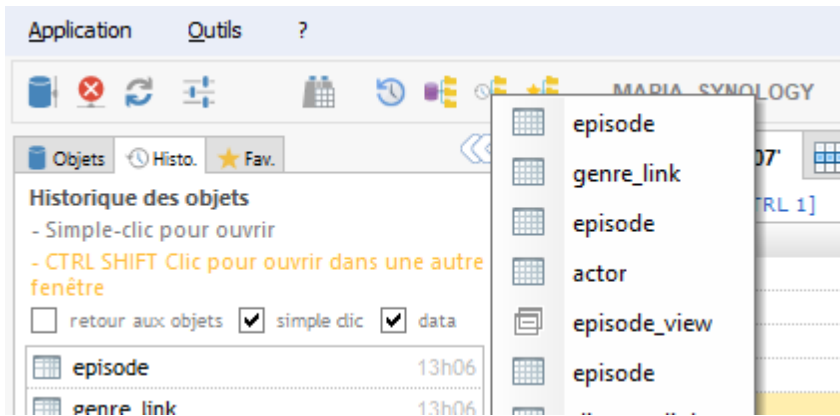 Application Outils ?
MARIA_SYNOLOGY
Objets Histo. Fav.
Historique des objets
- Simple-clic pour ouvrir
- CTRL SHIFT Clic pour ouvrir dans une autre
fenêtre
retour aux objets simple clic data
episode 13h06
genre_link 13h06
episode
genre_link
episode
actor
episode_view
episode
07'
TRL 1]